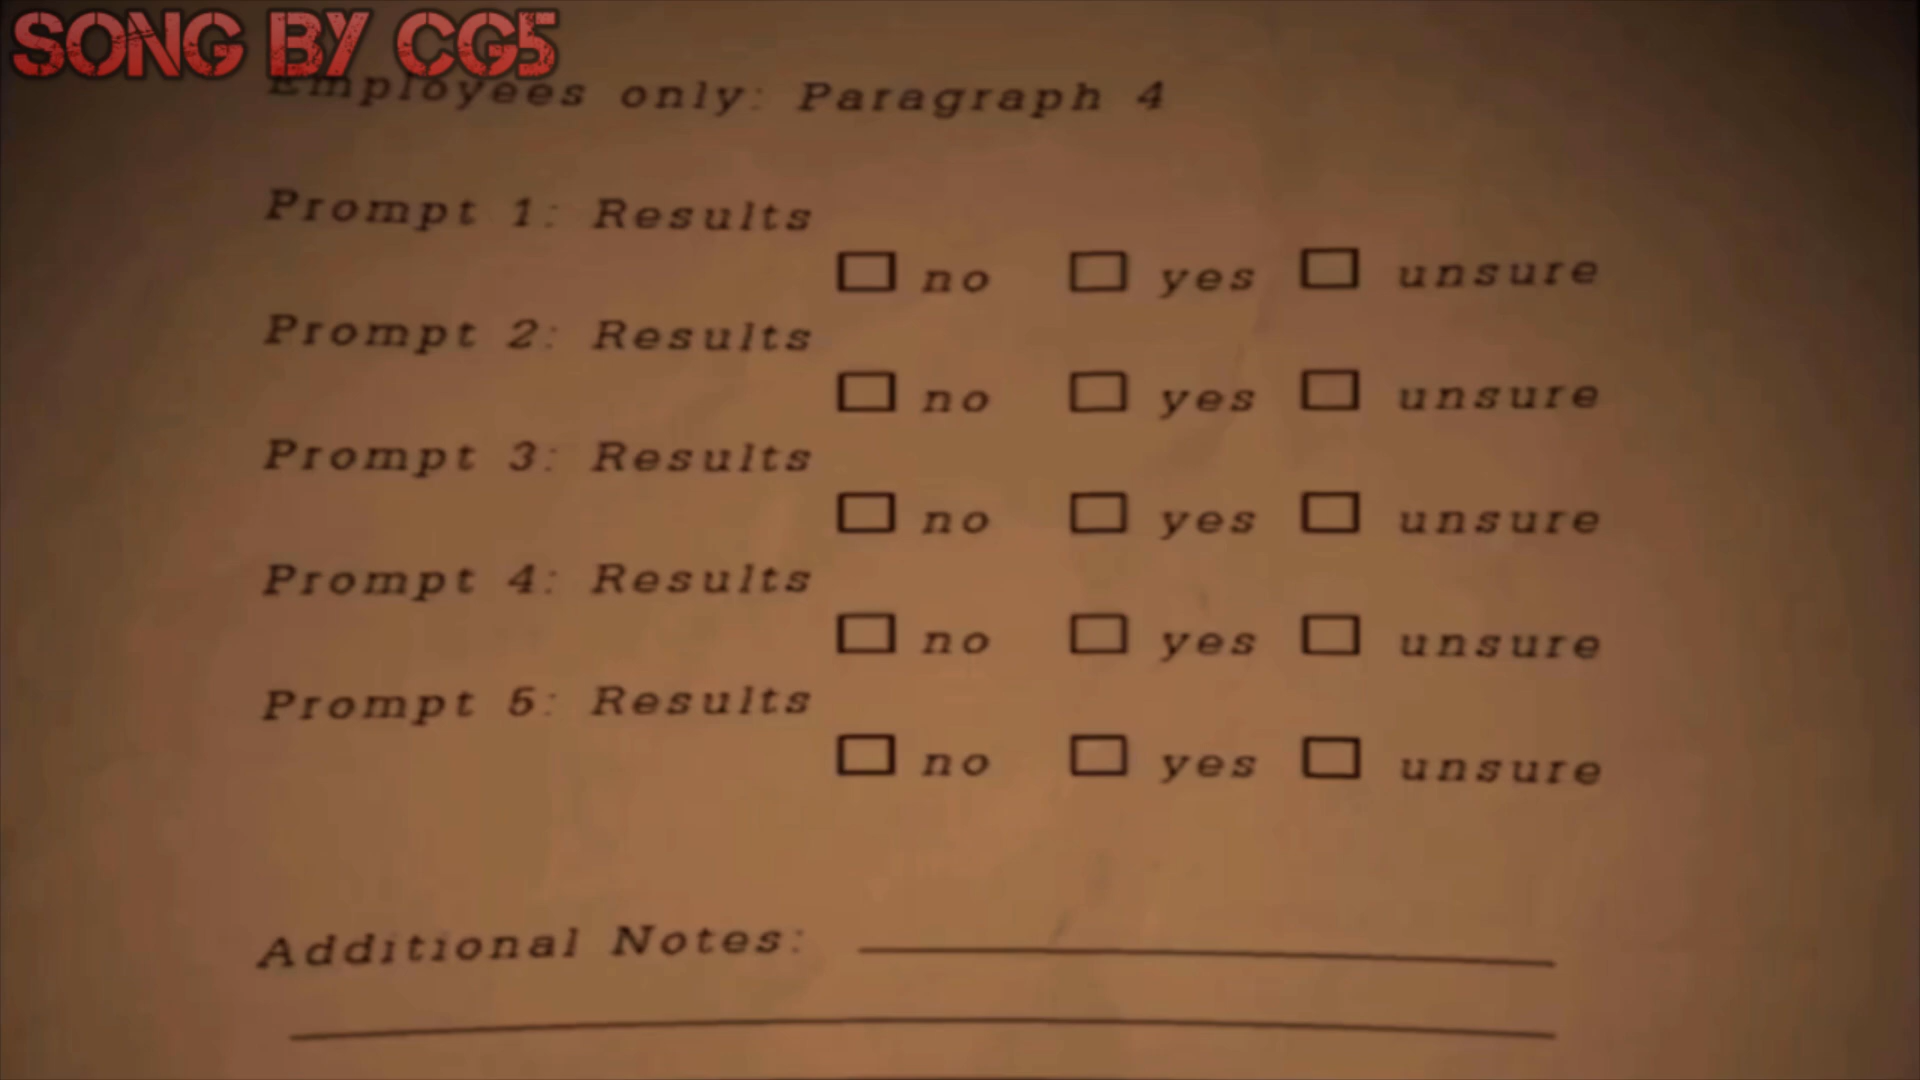 SONG BY CG5
Employees only: Paragraph 4
Prompt 1: Results
no yes unsure
Prompt 2: Results
no yes unsure
Prompt 3: Results
no yes unsure
Prompt 4: Results
no yes unsure
Prompt 5: Results
no yes unsure
Additional Notes: